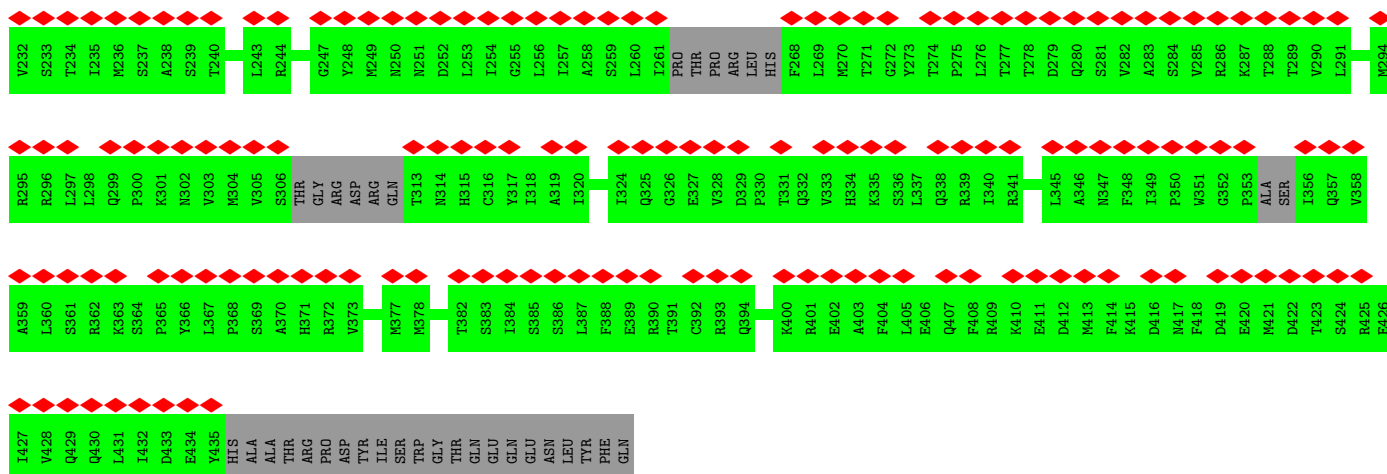 V232 S233 T234 I235 M236 S237 A238 S239 T240 L243 R244 G247 Y248 M249 N250 N251 D252 L253 I254 G255 L256 I257 A258 S259 L260 I261 PRO THR PRO ARG LEU HIS F268 L269 M270 T271 G272 Y273 T274 P275 L276 T277 T278 D279 Q280 S281 V282 A283 S284 V285 R286 K287 T288 T289 V290 L291 M294
R295 R296 L297 L298 Q299 P300 K301 N302 V303 M304 V305 S306 THR GLY ARG ASP ARG GLN T313 N314 H315 C316 Y317 I318 A319 I320 I324 Q325 G326 E327 V328 D329 P330 T331 Q332 V333 H334 K335 S336 L337 Q338 R339 I340 R341 L345 A346 N347 F348 I349 P350 W351 G352 P353 ALA SER I356 Q357 V358
A359 L360 S361 R362 K363 S364 P365 Y366 L367 P368 S369 A370 H371 R372 V373 M377 M378 T382 S383 I384 S385 S386 L387 F388 E389 R390 T391 C392 R393 Q394 K400 R401 E402 A403 F404 L405 E406 Q407 F408 R409 K410 E411 D412 M413 F414 K415 D416 N417 F418 D419 E420 M421 D422 T423 S424 R425 E426
I427 V428 Q429 Q430 L431 I432 D433 E434 Y435 HIS ALA ALA THR ARG PRO ASP TYR ILE SER TRP GLY THR GLN GLU GLN GLU ASN LEU TYR PHE GLN